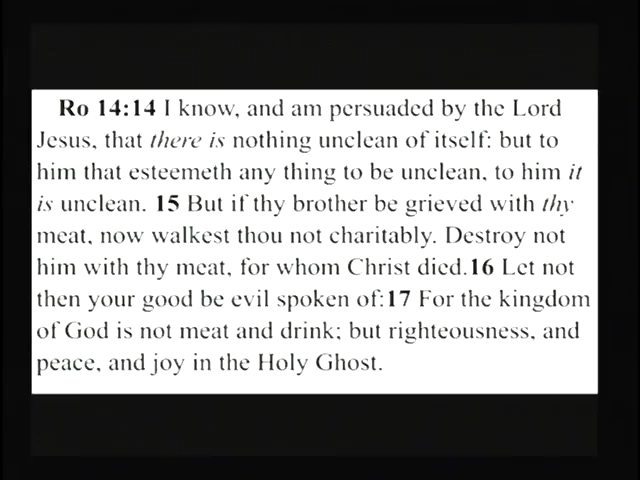 Ro 14:14 I know, and am persuaded by the Lord
Jesus, that there is nothing unclean of itself: but to
him that esteemeth any thing to be unclean, to him it
is unclean. 15 But if thy brother be grieved with thy
meat, now walkest thou not charitably. Destroy not
him with thy meat, for whom Christ died.16 Let not
then your good be evil spoken of:17 For the kingdom
of God is not meat and drink; but righteousness, and
peace, and joy in the Holy Ghost.